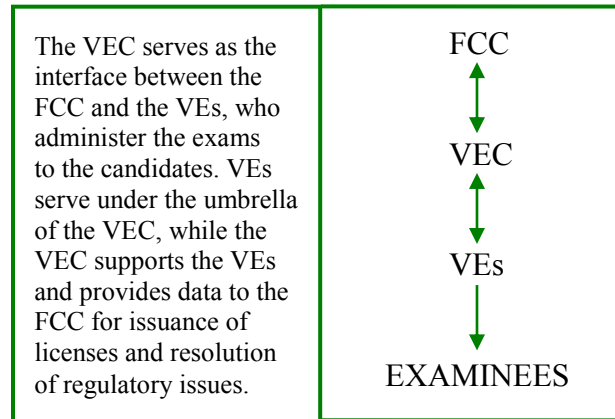 The VEC serves as the
interface between the
FCC and the VEs, who
administer the exams
to the candidates. VEs
serve under the umbrella
of the VEC, while the
VEC supports the VEs
and provides data to the
FCC for issuance of
licenses and resolution
of regulatory issues.
FCC
VEC
VEs
EXAMINEES